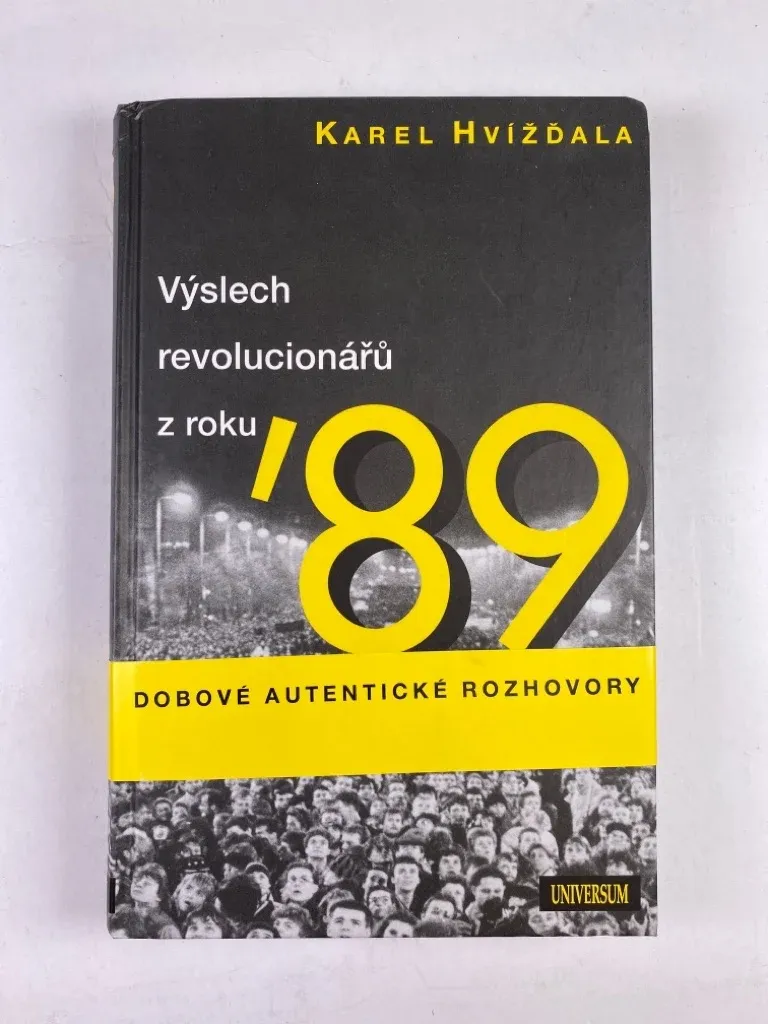 KAREL HVÍŽĎALA
Výslech
revolucionářů
z roku
'89
DOBOVÉ AUTENTICKÉ ROZHOVORY
UNIVERSUM